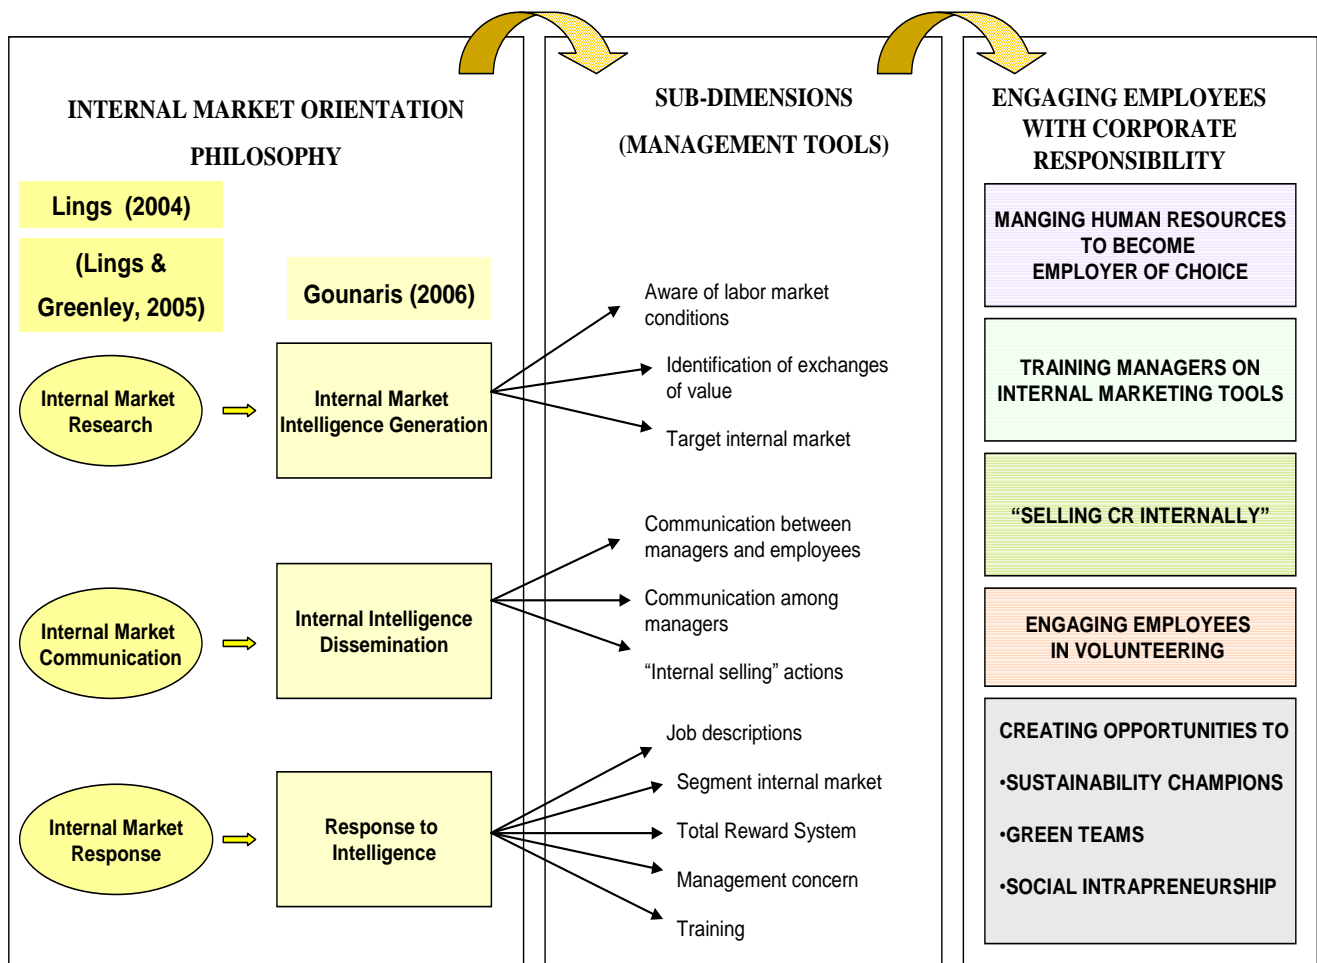 INTERNAL MARKET ORIENTATION
PHILOSOPHY
Lings (2004)
(Lings &
Greenley, 2005)
Gounaris (2006)
Internal Market
Research
Internal Market
Intelligence Generation
Internal Market
Communication
Internal Intelligence
Dissemination
Internal Market
Response
Response to
Intelligence
SUB-DIMENSIONS
(MANAGEMENT TOOLS)
Aware of labor market
conditions
Identification of exchanges
of value
Target internal market
Communication between
managers and employees
Communication among
managers
“Internal selling” actions
Job descriptions
Segment internal market
Total Reward System
Management concern
Training
ENGAGING EMPLOYEES
WITH CORPORATE
RESPONSIBILITY
MANGING HUMAN RESOURCES
TO BECOME
EMPLOYER OF CHOICE
TRAINING MANAGERS ON
INTERNAL MARKETING TOOLS
“SELLING CR INTERNALLY”
ENGAGING EMPLOYEES
IN VOLUNTEERING
CREATING OPPORTUNITIES TO
•SUSTAINABILITY CHAMPIONS
•GREEN TEAMS
•SOCIAL INTRAPRENEURSHIP